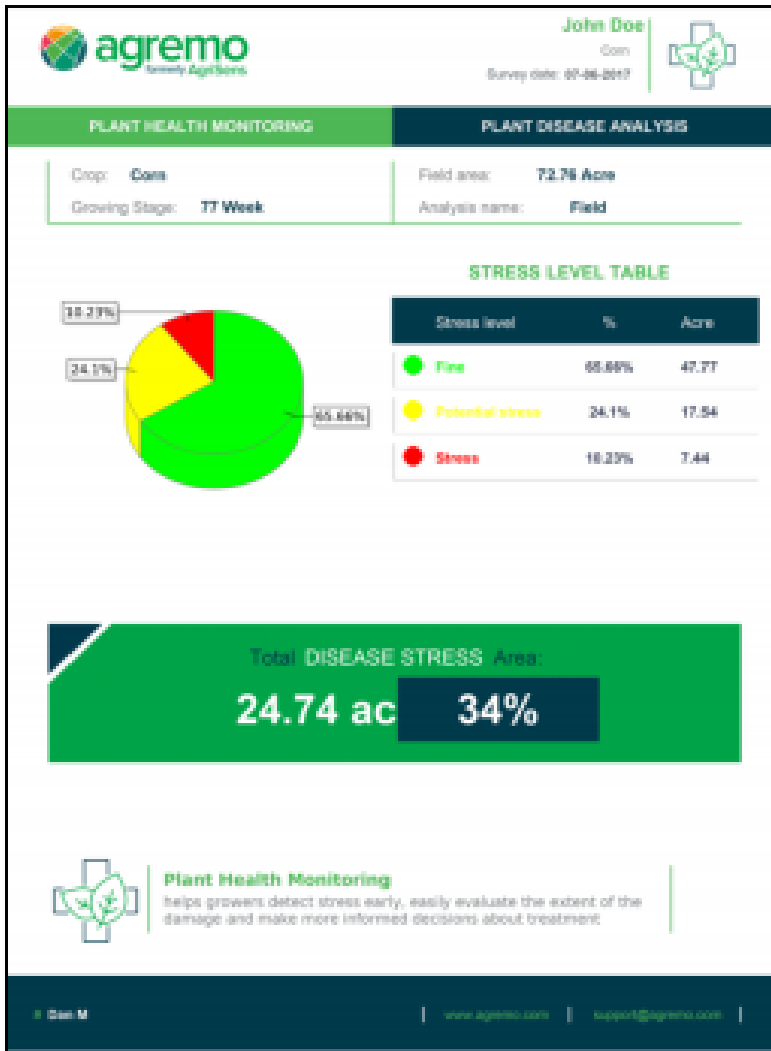 agremo
formerly AgriSens
John Doe
Corn
Survey date: 07-06-2017
PLANT HEALTH MONITORING
PLANT DISEASE ANALYSIS
Crop: Corn
Field area: 72.76 Acre
Growing Stage: 77 Week
Analysis name: Field
STRESS LEVEL TABLE
Stress level % Acre
Fine 65.66% 47.77
Potential stress 24.1% 17.54
Stress 10.23% 7.44
10.23%
24.1%
65.66%
Total DISEASE STRESS Area:
24.74 ac 34%
Plant Health Monitoring
helps growers detect stress early, easily evaluate the extent of the
damage and make more informed decisions about treatment
Dan M
| www.agremo.com | support@agremo.com |